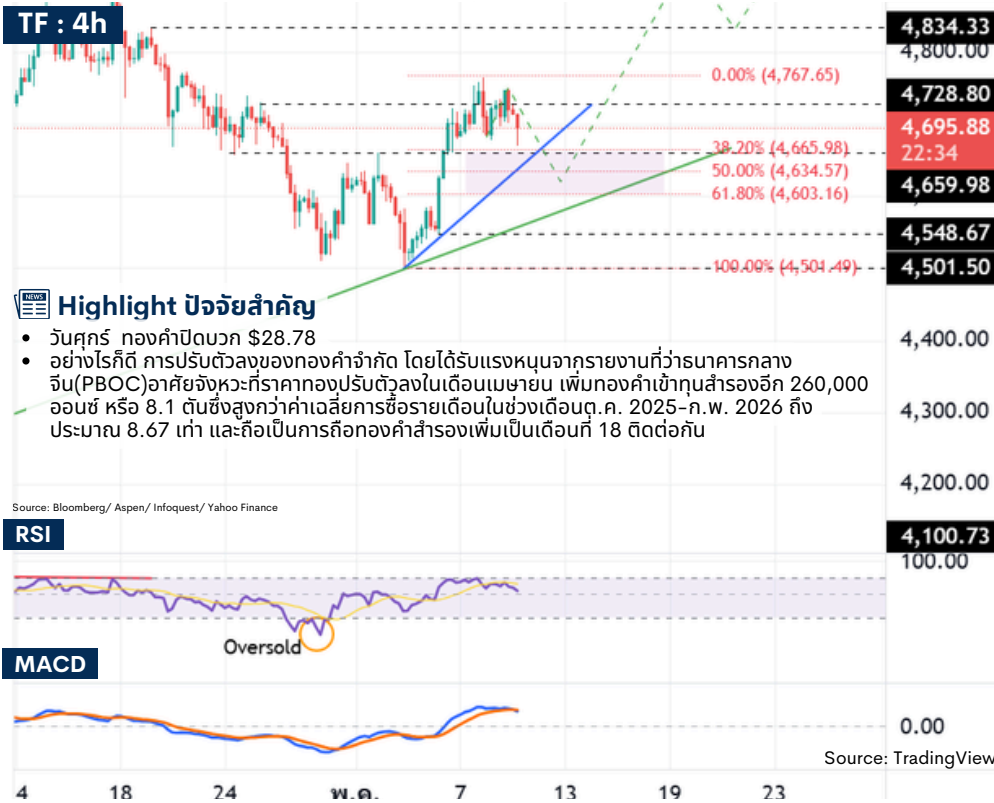 TF : 4h
4,834.33
4,800.00
0.00% (4,767.65)
4,728.80
4,695.88
22:34
38.20% (4,665.98)
4,659.98
50.00% (4,634.57)
61.80% (4,603.16)
4,548.67
100.00% (4,501.49)
4,501.50
NEWS
Highlight ปัจจัยสำคัญ
• วันศุกร์ ทองคำปิดบวก $28.78
• อย่างไรก็ดี การปรับตัวลงของทองคำจำกัด โดยได้รับแรงหนุนจากรายงานที่ว่าธนาคารกลาง
จีน(PBOC)อาศัยจังหวะที่ราคาทองปรับตัวลงในเดือนเมษายน เพิ่มทองคำเข้าทุนสำรองอีก 260,000
ออนซ์ หรือ 8.1 ตันซึ่งสูงกว่าค่าเฉลี่ยการซื้อรายเดือนในช่วงเดือนต.ค. 2025-ก.พ. 2026 ถึง
ประมาณ 8.67 เท่า และถือเป็นการถือทองคำสำรองเพิ่มเป็นเดือนที่ 18 ติดต่อกัน
4,400.00
4,300.00
4,200.00
Source: Bloomberg/ Aspen/ Infoquest/ Yahoo Finance
4,100.73
RSI
100.00
Oversold
MACD
0.00
Source: TradingView
4 18 24 พ.ค. 7 13 19 23